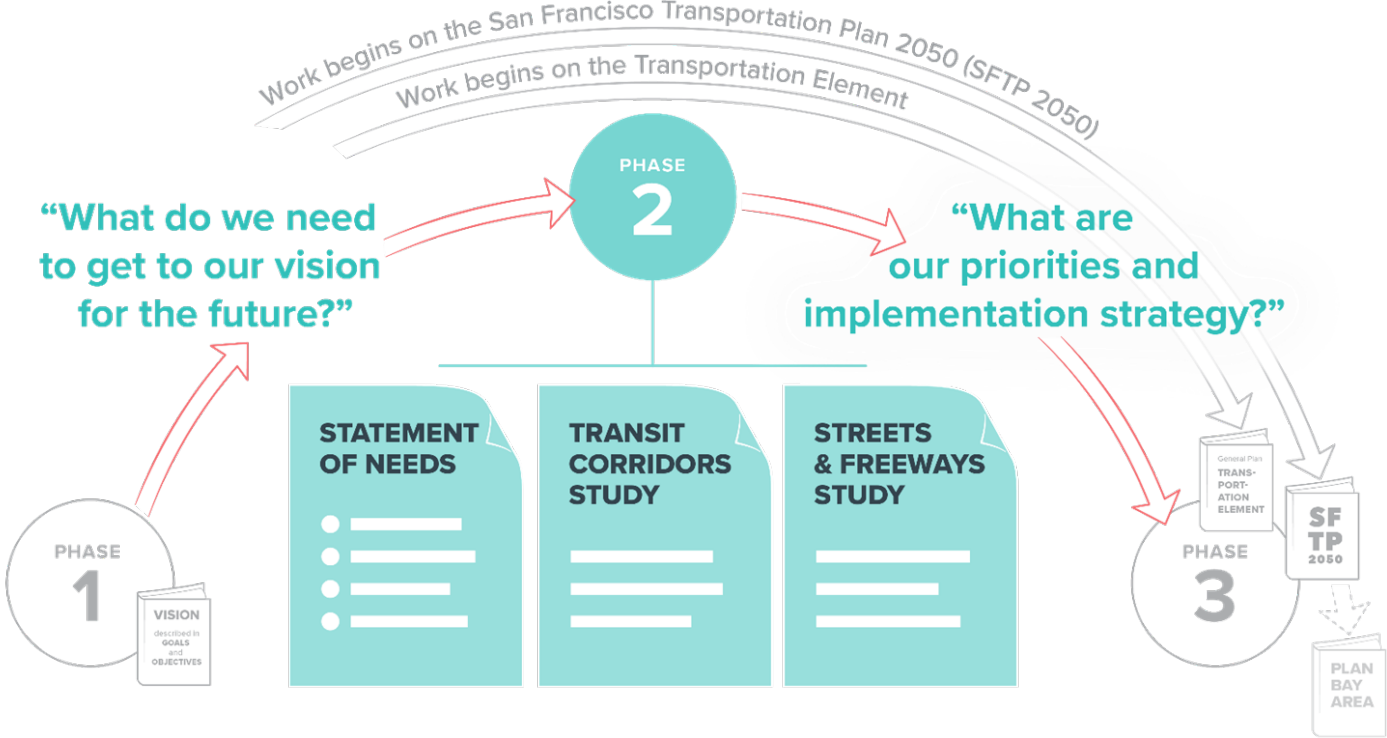 Work begins on the San Francisco Transportation Plan 2050 (SFTP 2050)
Work begins on the Transportation Element
“What do we need
to get to our vision
for the future?”
PHASE
2
“What are
our priorities and
implementation strategy?”
STATEMENT
OF NEEDS
TRANSIT
CORRIDORS
STUDY
STREETS
& FREEWAYS
STUDY
PHASE
1
VISION
described in
GOALS
and
OBJECTIVES
PHASE
3
General Plan
TRANS-
PORT-
ATION
ELEMENT
SF
TP
2050
PLAN
BAY
AREA